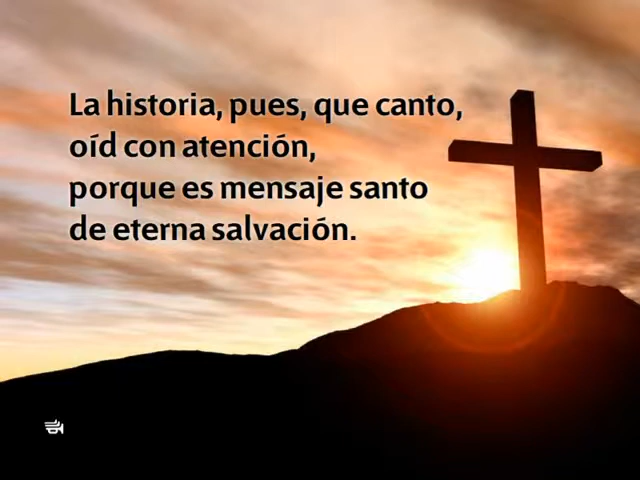 La historia, pues, que canto,
oíd con atención,
porque es mensaje santo
de eterna salvación.